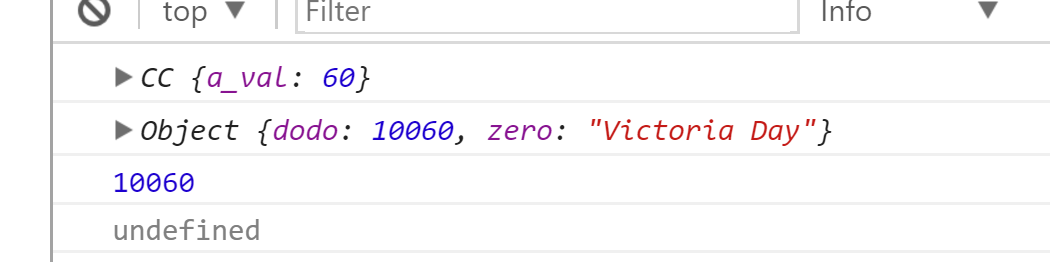 top Filter Info
CC {a_val: 60}
Object {dodo: 10060, zero: "Victoria Day"}
10060
undefined